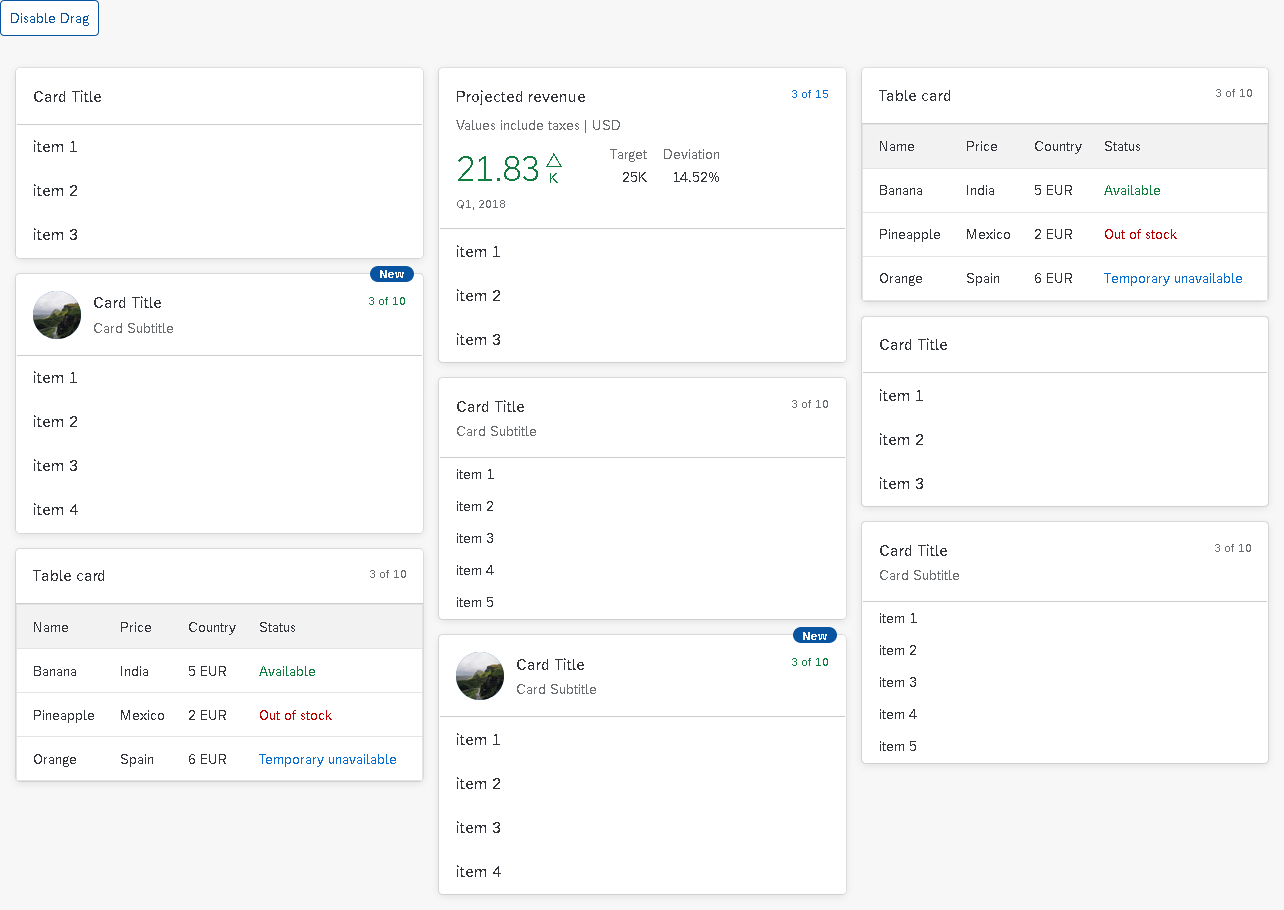 Disable Drag
Card Title
item 1
item 2
item 3
New
Card Title
3 of 10
Card Subtitle
item 1
item 2
item 3
item 4
Table card
3 of 10
Name Price Country Status
Banana India 5 EUR Available
Pineapple Mexico 2 EUR Out of stock
Orange Spain 6 EUR Temporary unavailable
Projected revenue
3 of 15
Values include taxes | USD
21.83 K
Target Deviation
25K 14.52%
Q1, 2018
item 1
item 2
item 3
Card Title
3 of 10
Card Subtitle
item 1
item 2
item 3
item 4
item 5
New
Card Title
3 of 10
Card Subtitle
item 1
item 2
item 3
item 4
Table card
3 of 10
Name Price Country Status
Banana India 5 EUR Available
Pineapple Mexico 2 EUR Out of stock
Orange Spain 6 EUR Temporary unavailable
Card Title
item 1
item 2
item 3
Card Title
3 of 10
Card Subtitle
item 1
item 2
item 3
item 4
item 5